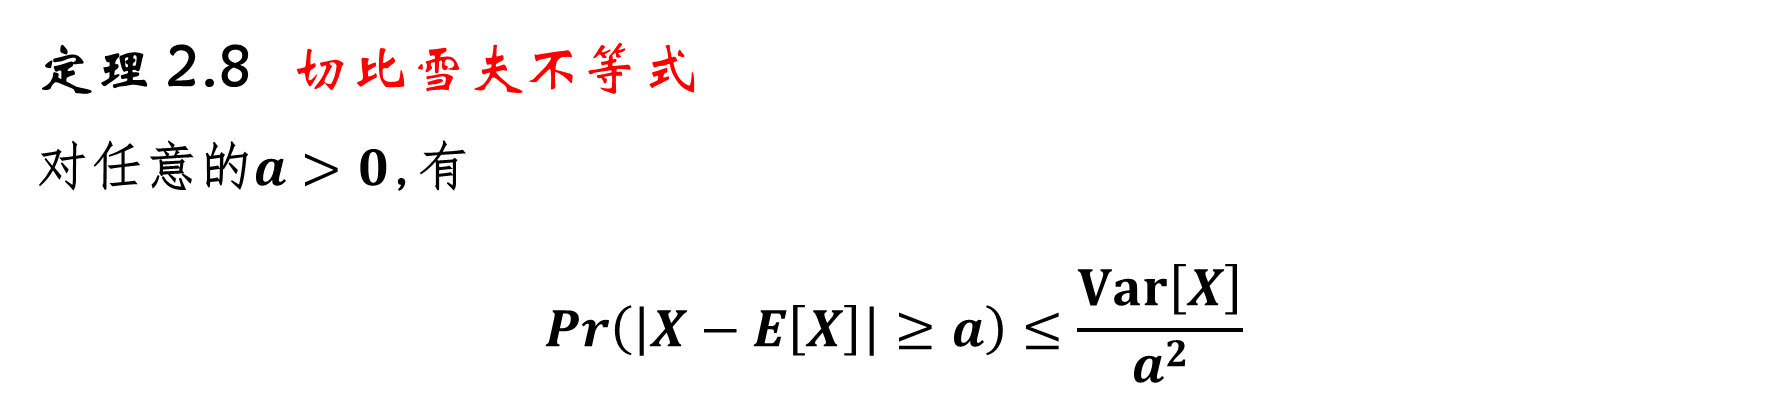 定理 2.8 切比雪夫不等式
对任意的a > 0,有
Pr(|X − E[X]| ≥ a) ≤ Var[X]/a²